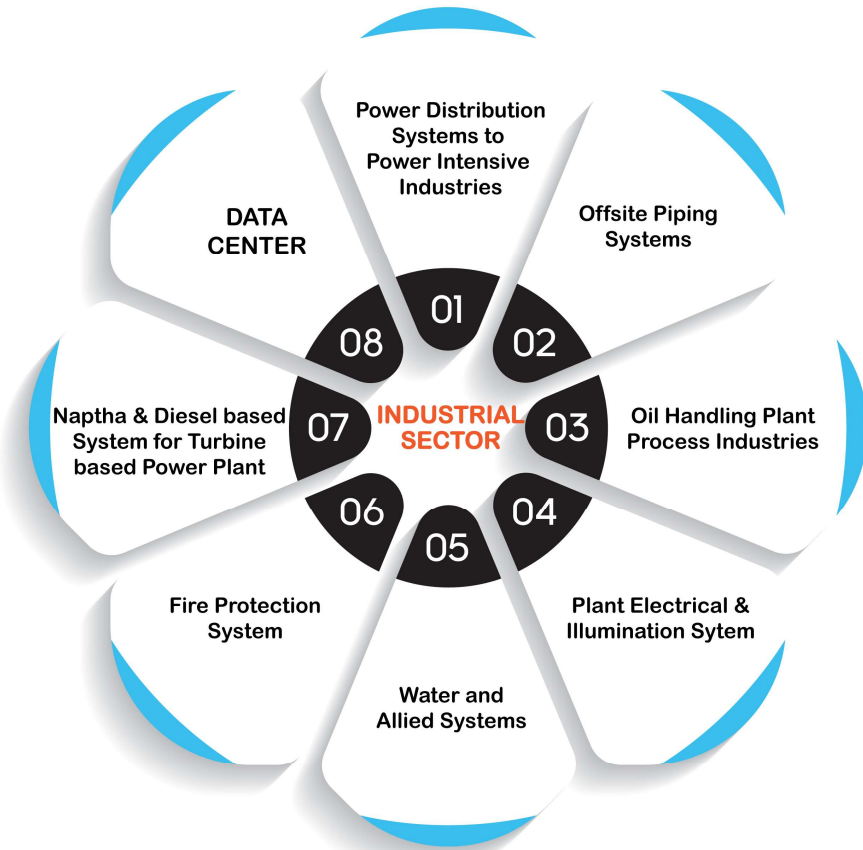 Power Distribution
Systems to
Power Intensive
Industries
01
Offsite Piping
Systems
02
Oil Handling Plant
Process Industries
03
Plant Electrical &
Illumination Sytem
04
Water and
Allied Systems
05
Fire Protection
System
06
Naptha & Diesel based
System for Turbine
based Power Plant
07
DATA
CENTER
08
INDUSTRIAL
SECTOR